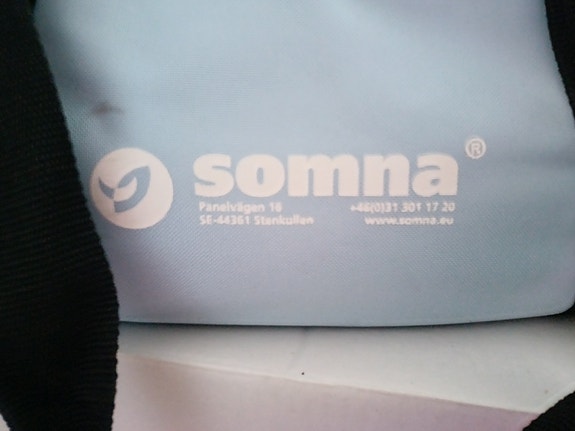 somna®
Panelvägen 16
SE-44361 Stenkullen
+46(0)31 301 17 20
www.somna.eu